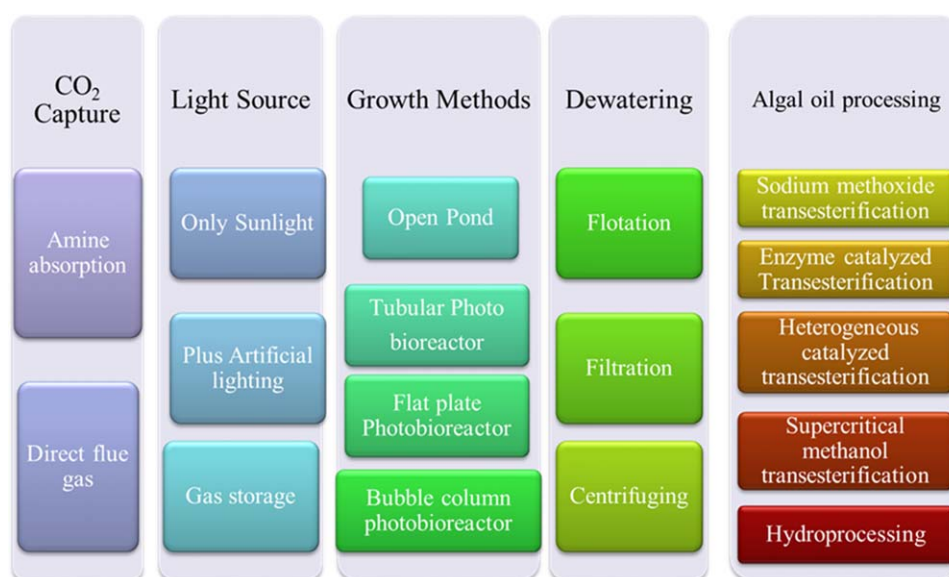 CO₂
Capture
Amine
absorption
Direct flue
gas
Light Source
Only Sunlight
Plus Artificial
lighting
Gas storage
Growth Methods
Open Pond
Tubular Photo
bioreactor
Flat plate
Photobioreactor
Bubble column
photobioreactor
Dewatering
Flotation
Filtration
Centrifuging
Algal oil processing
Sodium methoxide
transesterification
Enzyme catalyzed
Transesterification
Heterogeneous
catalyzed
transesterification
Supercritical
methanol
transesterification
Hydroprocessing